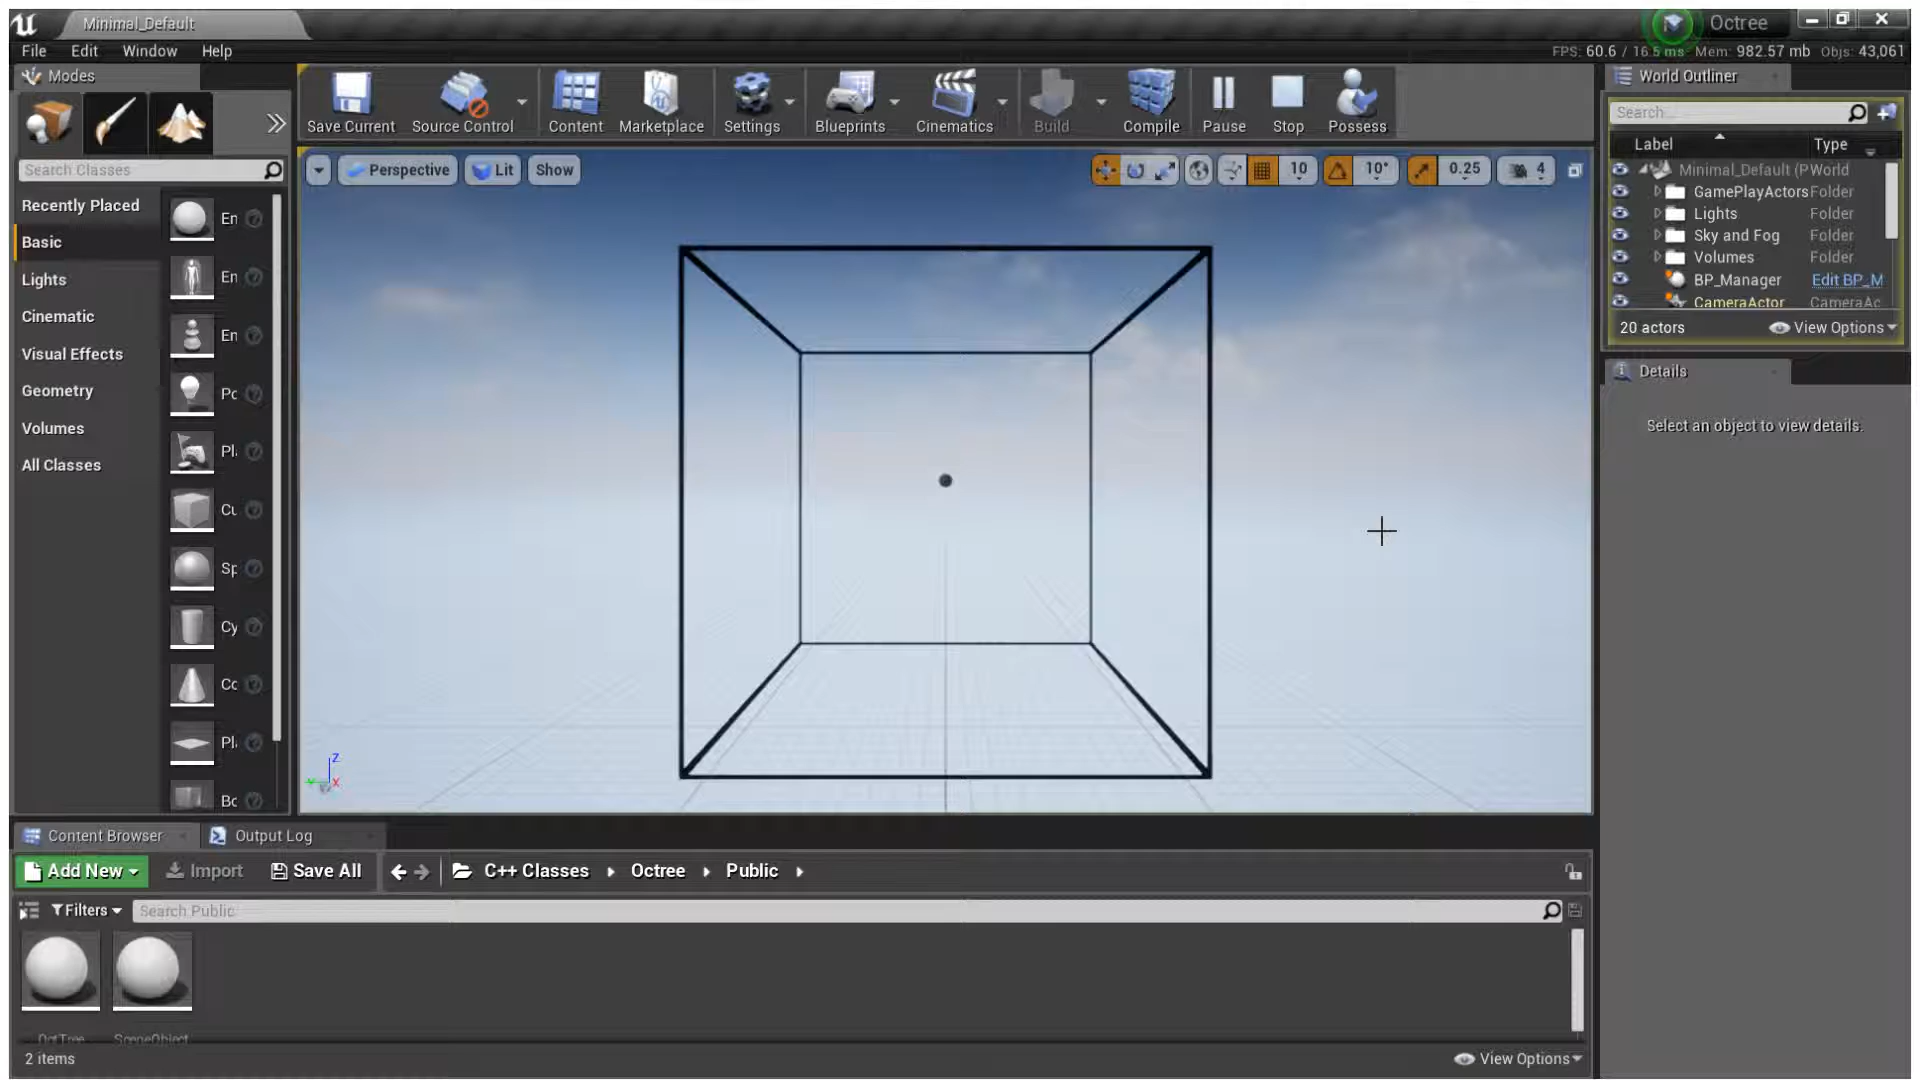 Minimal_Default
Octree
File Edit Window Help
FPS: 60.6 / 16.5 ms Mem: 982.57 mb Objs: 43,061
Modes
World Outliner
Save Current Source Control Content Marketplace Settings Blueprints Cinematics Build Compile Pause Stop Possess
Search...
Label Type
Search Classes
Perspective Lit Show 10 10° 0.25 4
Minimal_Default (P World
GamePlayActors Folder
Lights Folder
Sky and Fog Folder
Volumes Folder
BP_Manager Edit BP_M
CameraActor CameraAc
20 actors View Options
Details
Select an object to view details.
Recently Placed
Basic
Lights
Cinematic
Visual Effects
Geometry
Volumes
All Classes
En
En
En
Po
Pl
Cu
Sp
Cy
Co
Pl
Bo
Z
Y X
Content Browser Output Log
Add New Import Save All C++ Classes Octree Public
Filters Search Public
OctTree SceneObject
2 items View Options